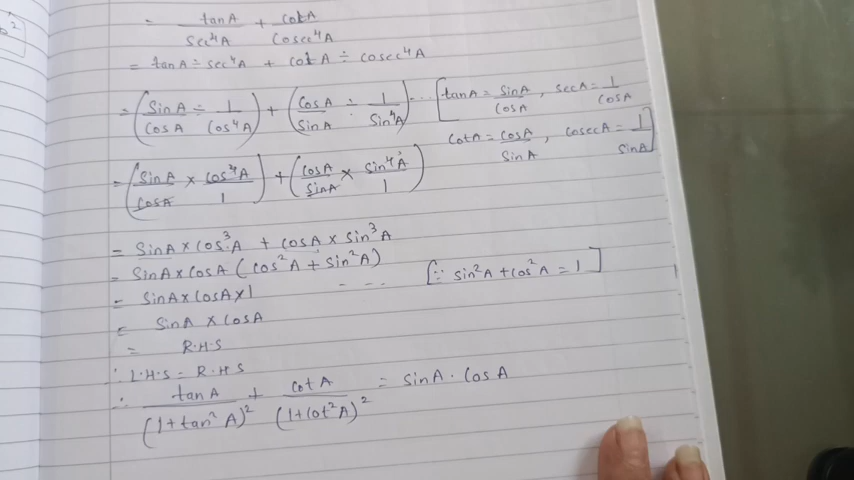 b²
= tanA/sec⁴A + cotA/cosec⁴A
= tanA ÷ sec⁴A + cotA ÷ cosec⁴A
= (sinA/cosA ÷ 1/cos⁴A) + (cosA/sinA ÷ 1/sin⁴A) ... [tanA = sinA/cosA, secA = 1/cosA
cotA = cosA/sinA, cosecA = 1/sinA]
= (sinA/cosA × cos⁴A/1) + (cosA/sinA × sin⁴A/1)
= sinA × cos³A + cosA × sin³A
= sinA × cosA (cos²A + sin²A)
= sinA × cosA × 1 - --- [∵ sin²A + cos²A = 1]
= sinA × cosA
= R.H.S
∴ L.H.S = R.H.S
∴ tanA/(1+tan²A)² + cotA/(1+cot²A)² = sinA · cosA